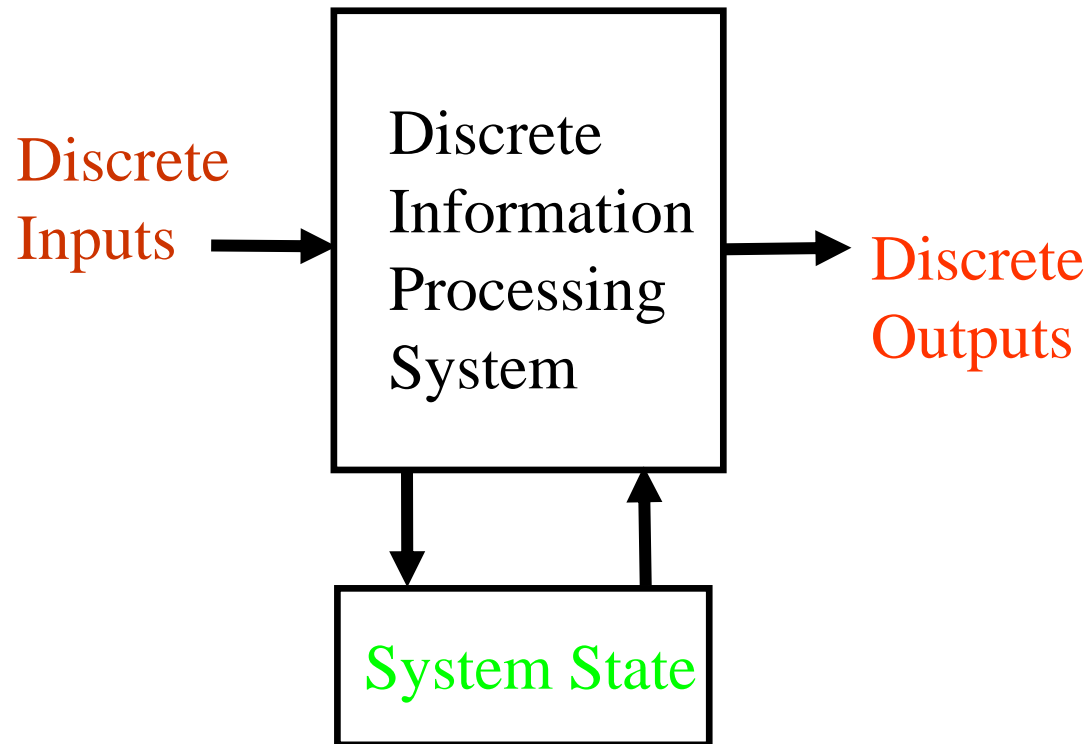 Discrete
Inputs
Discrete
Information
Processing
System
Discrete
Outputs
System State